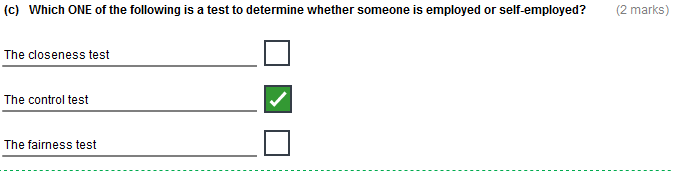 (c) Which ONE of the following is a test to determine whether someone is employed or self-employed? (2 marks)
The closeness test
The control test
The fairness test